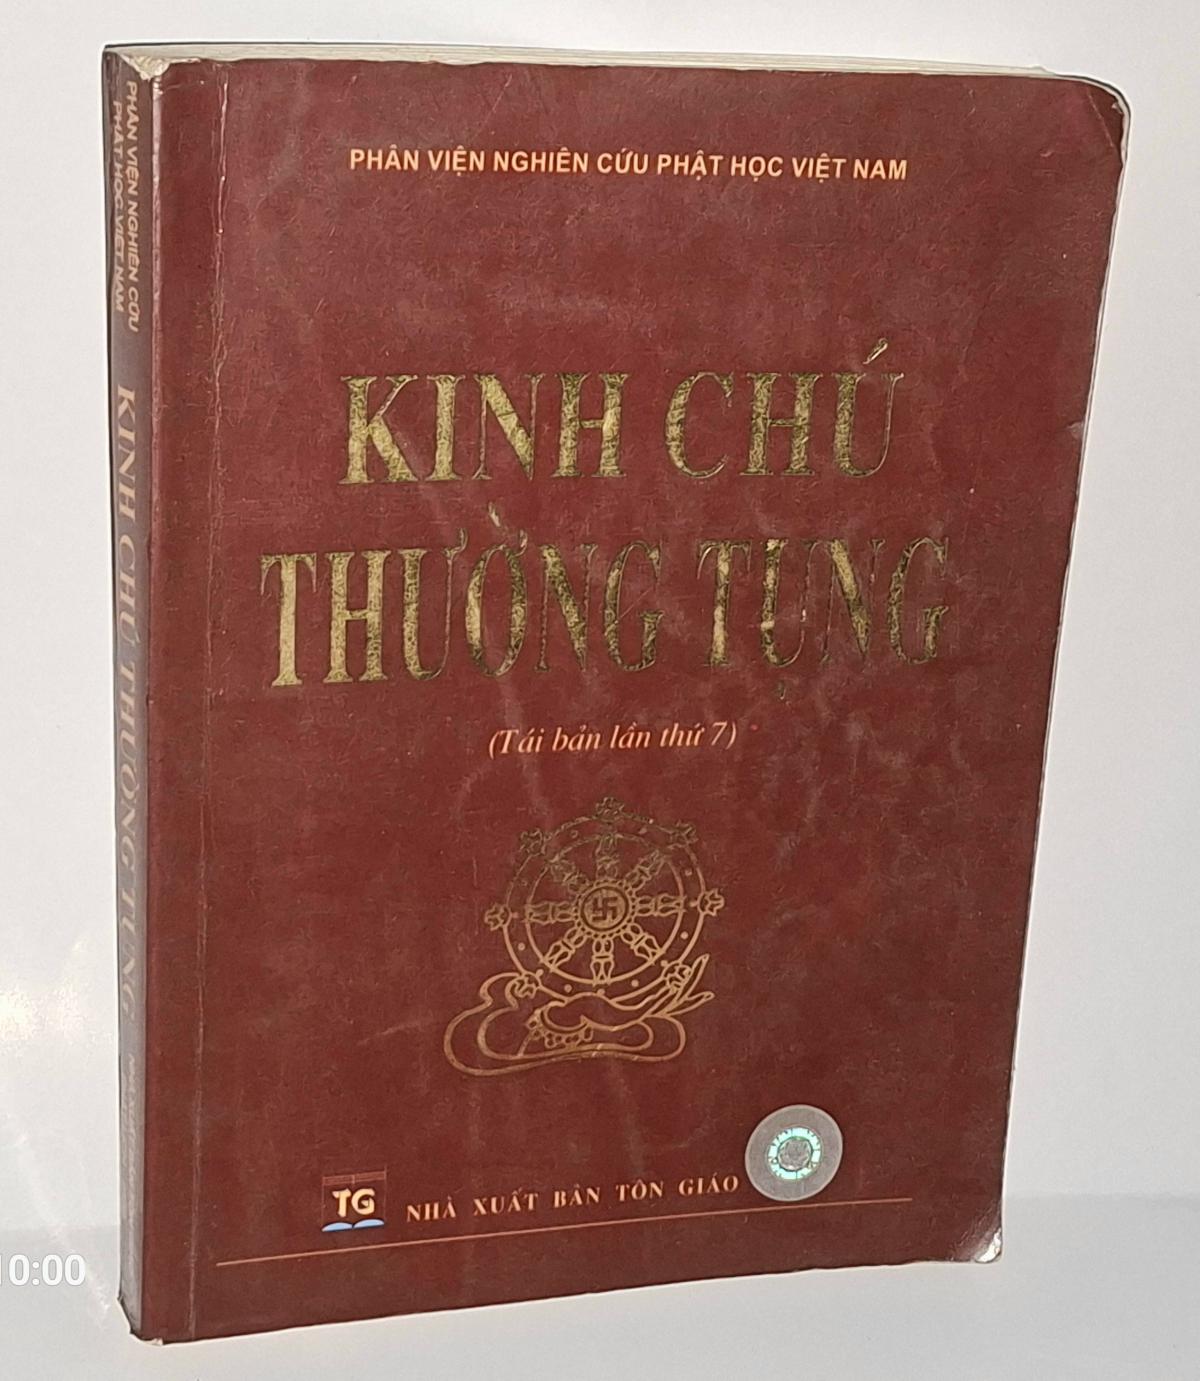 PHÂN VIỆN NGHIÊN CỨU PHẬT HỌC VIỆT NAM
KINH CHÚ
THƯỜNG TỤNG
(Tái bản lần thứ 7)
TG
NHÀ XUẤT BẢN TÔN GIÁO
PHÂN VIỆN NGHIÊN CỨU
PHẬT HỌC VIỆT NAM
KINH CHÚ THƯỜNG TỤNG
10:00